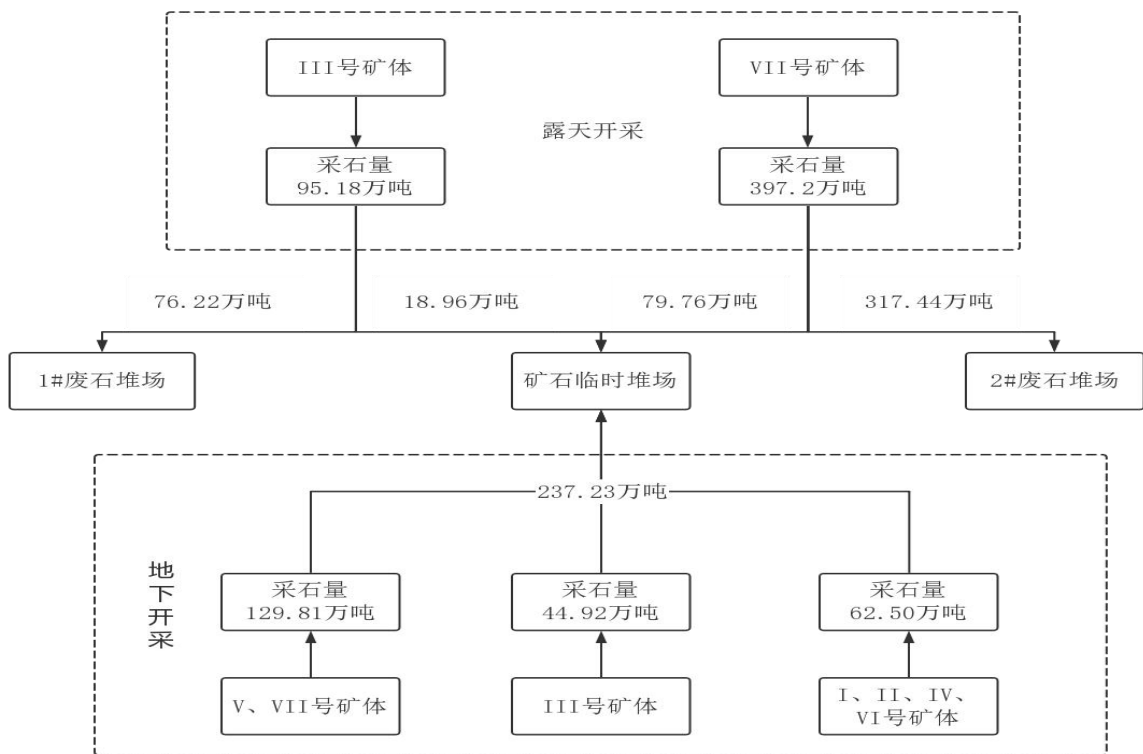 III号矿体
VII号矿体
露天开采
采石量
95.18万吨
采石量
397.2万吨
76.22万吨
18.96万吨
79.76万吨
317.44万吨
1#废石堆场
矿石临时堆场
2#废石堆场
237.23万吨
地下开采
采石量
129.81万吨
采石量
44.92万吨
采石量
62.50万吨
V、VII号矿体
III号矿体
I、II、IV、
VI号矿体